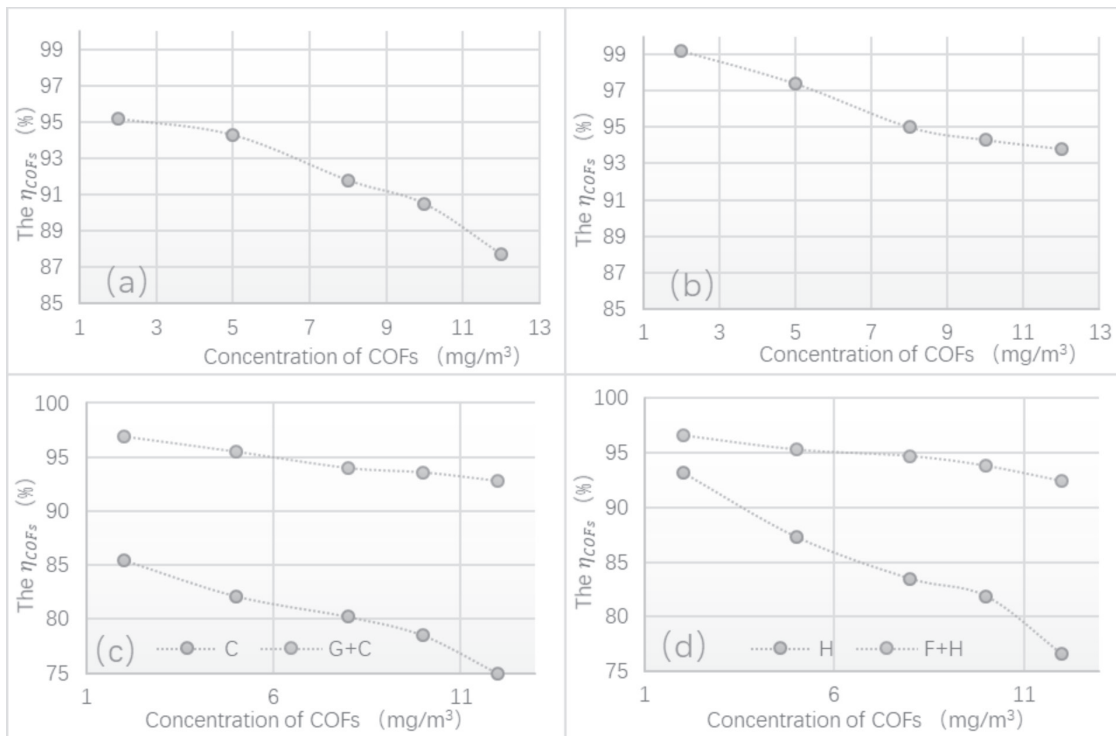 99
97
95
93
91
89
87
85
The η_COFs (%)
(a)
1 3 5 7 9 11 13
Concentration of COFs (mg/m³)
99
97
95
93
91
89
87
85
The η_COFs (%)
(b)
1 3 5 7 9 11 13
Concentration of COFs (mg/m³)
100
95
90
85
80
75
The η_COFs (%)
(c) C G+C
1 6 11
Concentration of COFs (mg/m³)
100
95
90
85
80
75
The η_COFs (%)
(d) H F+H
1 6 11
Concentration of COFs (mg/m³)